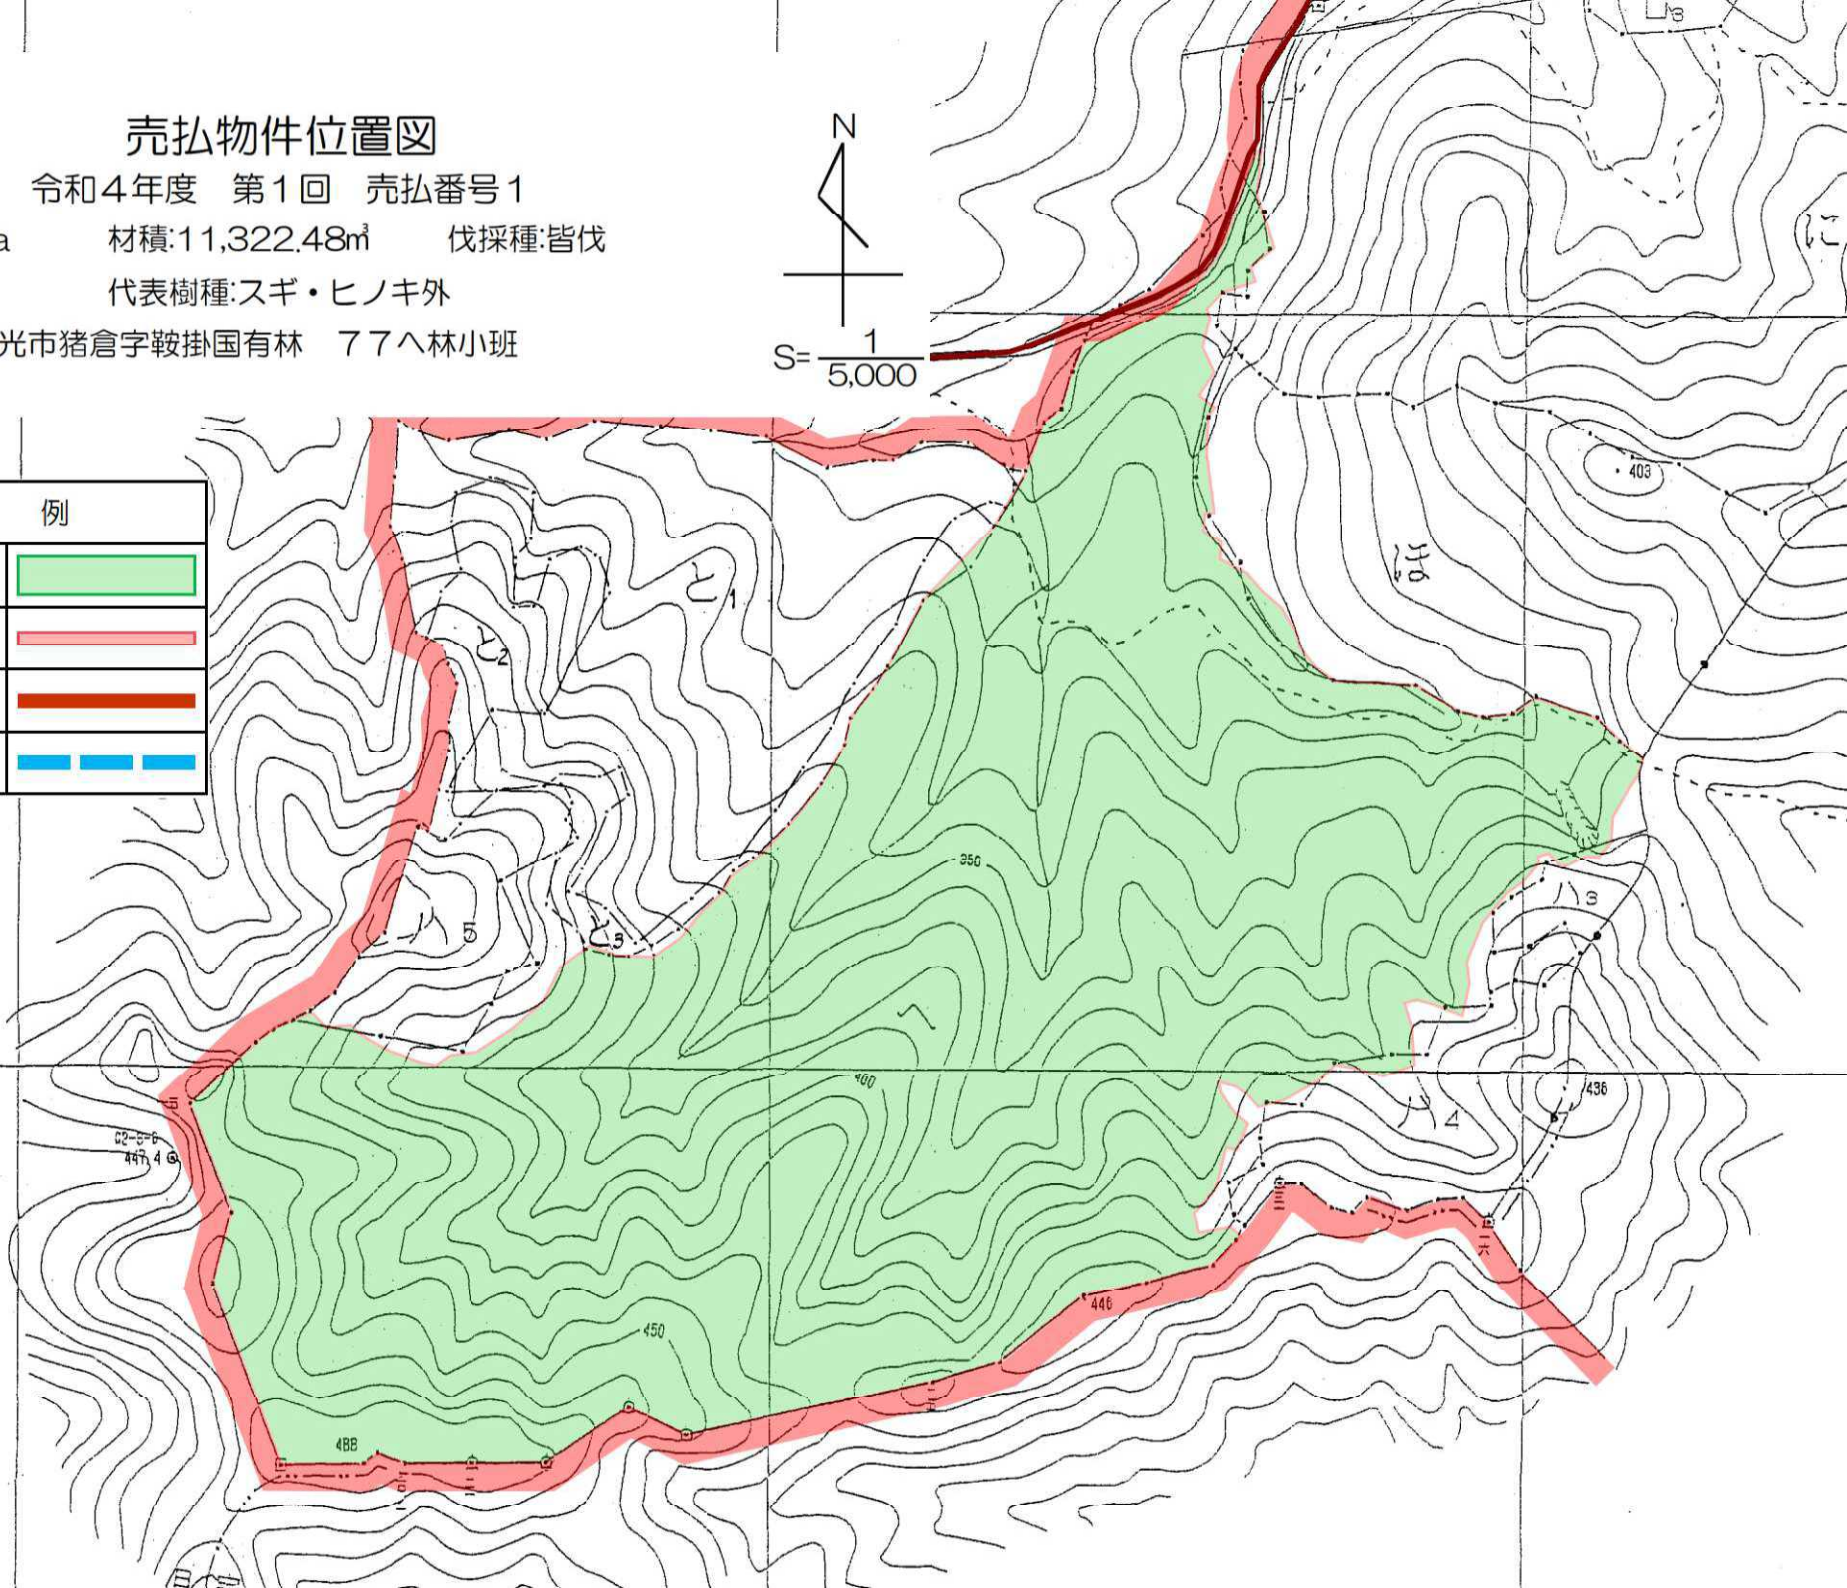 売払物件位置図
令和4年度 第1回 売払番号1
a 材積:11,322.48㎥ 伐採種:皆伐
代表樹種:スギ・ヒノキ外
光市猪倉字鞍掛国有林 77へ林小班
N
S= 1
5,000
3
に
例
403
ほ
と1
と2
350
ハ3
ハ5
と3
へ
400
438
ハ4
447.4
六
446
450
488